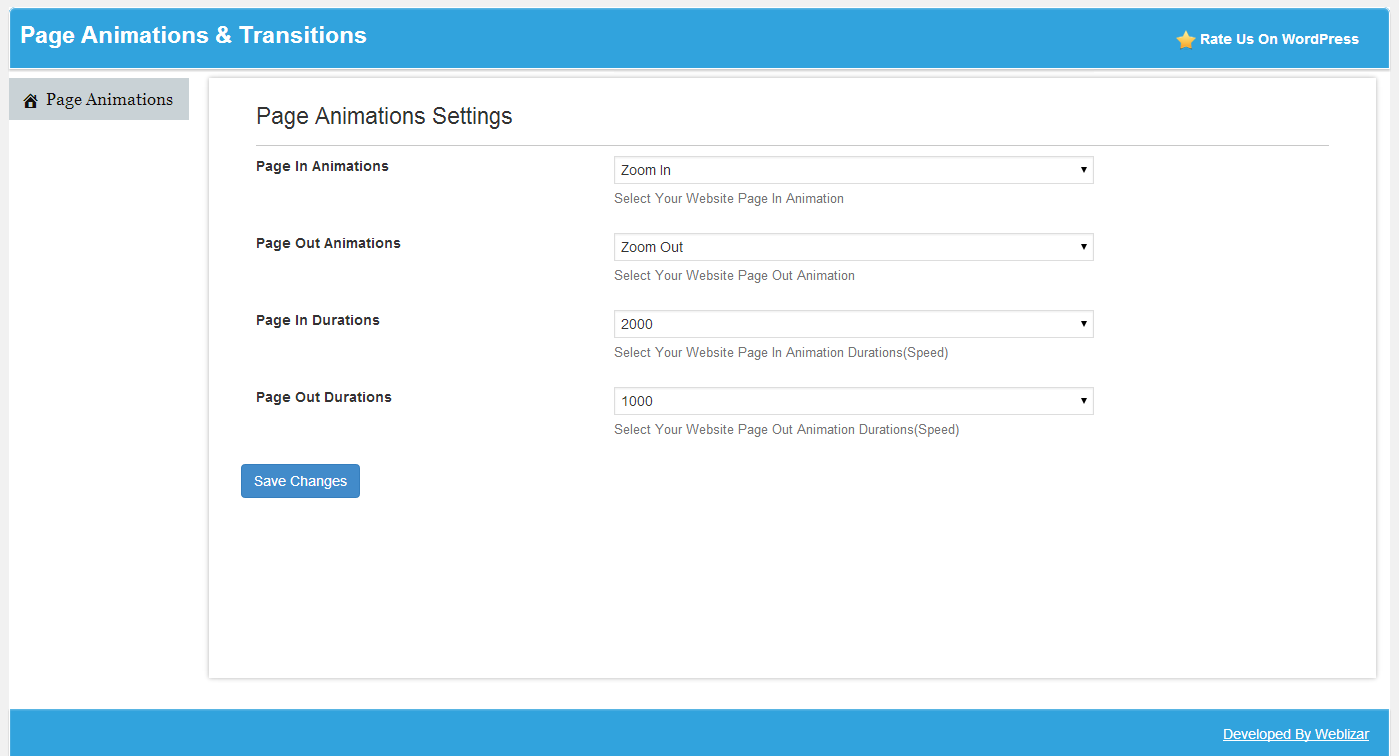 Page Animations & Transitions
Rate Us On WordPress
Page Animations
Page Animations Settings
Page In Animations
Zoom In
Select Your Website Page In Animation
Page Out Animations
Zoom Out
Select Your Website Page Out Animation
Page In Durations
2000
Select Your Website Page In Animation Durations(Speed)
Page Out Durations
1000
Select Your Website Page Out Animation Durations(Speed)
Save Changes
Developed By Weblizar